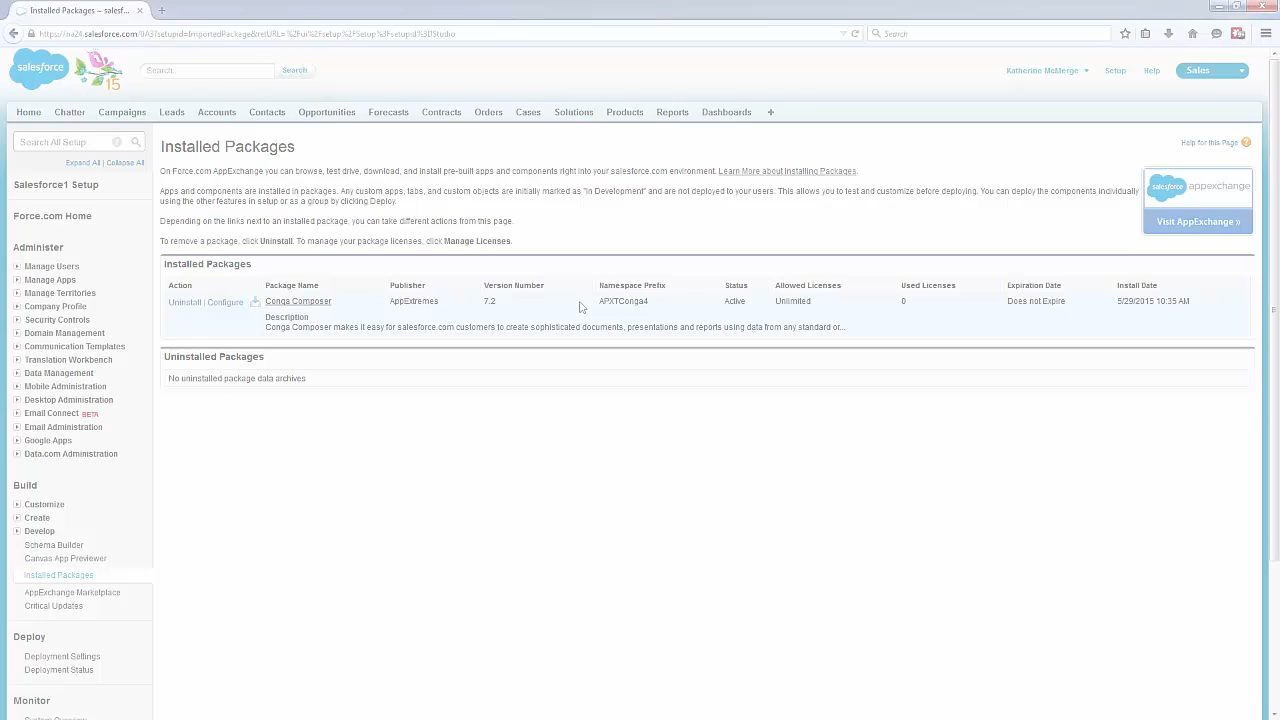 Installed Packages ~ salesf...
https://na24.salesforce.com/0A3?setupid=ImportedPackage&retURL=%2Fui%2Fsetup%2FSetup%3Fsetupid%3DStudio
Search
salesforce
15
Search...
Search
Katherine McMerge
Setup
Help
Sales
Home Chatter Campaigns Leads Accounts Contacts Opportunities Forecasts Contracts Orders Cases Solutions Products Reports Dashboards +
Search All Setup...
Expand All | Collapse All
Salesforce1 Setup
Force.com Home
Administer
Manage Users
Manage Apps
Manage Territories
Company Profile
Security Controls
Domain Management
Communication Templates
Translation Workbench
Data Management
Mobile Administration
Desktop Administration
Email Connect BETA
Email Administration
Google Apps
Data.com Administration
Build
Customize
Create
Develop
Schema Builder
Canvas App Previewer
Installed Packages
AppExchange Marketplace
Critical Updates
Deploy
Deployment Settings
Deployment Status
Monitor
Installed Packages
Help for this Page
On Force.com AppExchange you can browse, test drive, download, and install pre-built apps and components right into your salesforce.com environment. Learn More about Installing Packages.
Apps and components are installed in packages. Any custom apps, tabs, and custom objects are initially marked as "In Development" and are not deployed to your users. This allows you to test and customize before deploying. You can deploy the components individually
using the other features in setup or as a group by clicking Deploy.
Depending on the links next to an installed package, you can take different actions from this page.
To remove a package, click Uninstall. To manage your package licenses, click Manage Licenses.
salesforce appexchange
Visit AppExchange »
Installed Packages
Action Package Name Publisher Version Number Namespace Prefix Status Allowed Licenses Used Licenses Expiration Date Install Date
Uninstall | Configure Conga Composer AppExtremes 7.2 APXTConga4 Active Unlimited 0 Does not Expire 5/29/2015 10:35 AM
Description
Conga Composer makes it easy for salesforce.com customers to create sophisticated documents, presentations and reports using data from any standard or...
Uninstalled Packages
No uninstalled package data archives